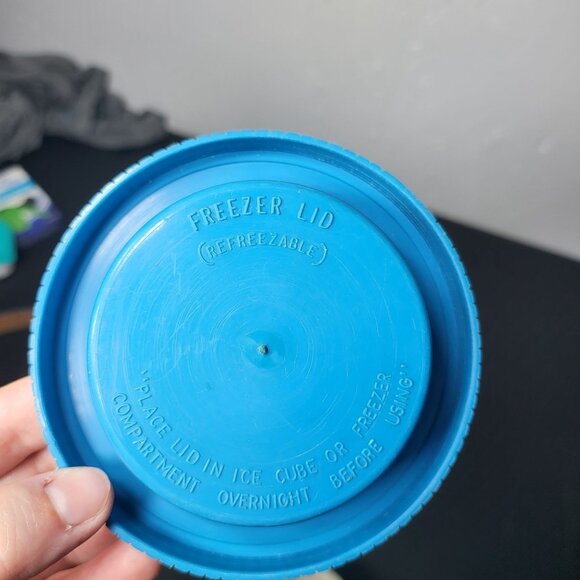 FREEZER LID
(REFREEZABLE)
"PLACE LID IN ICE CUBE OR FREEZER
COMPARTMENT OVERNIGHT BEFORE USING"